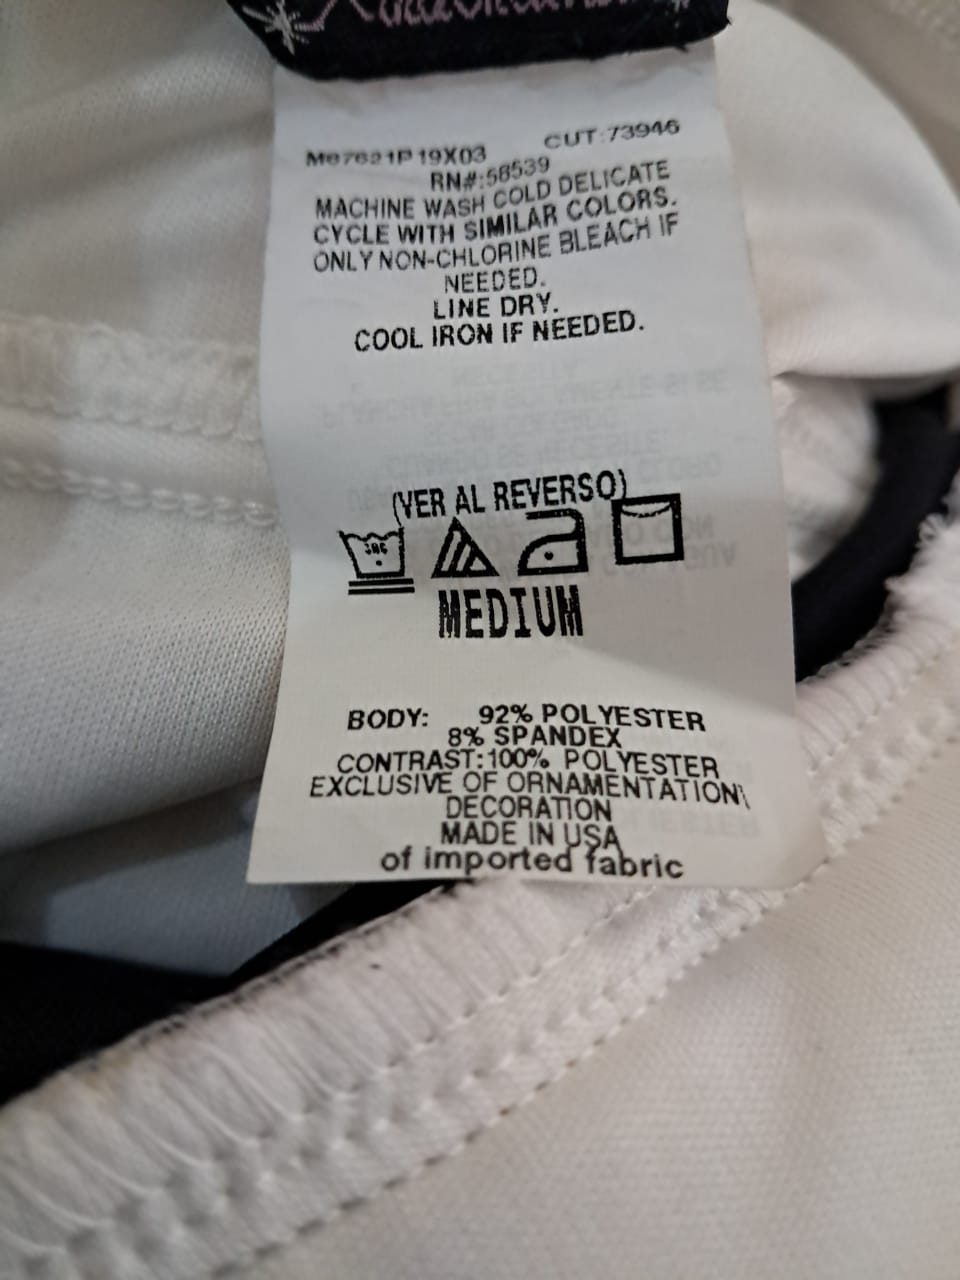 CUT:73946
19X03
RN#:58539
MACHINE WASH COLD DELICATE
CYCLE WITH SIMILAR COLORS.
ONLY NON-CHLORINE BLEACH IF
NEEDED.
LINE DRY.
COOL IRON IF NEEDED.
(VER AL REVERSO)
MEDIUM
BODY: 92% POLYESTER
8% SPANDEX
CONTRAST:100% POLYESTER
EXCLUSIVE OF ORNAMENTATION\
DECORATION
MADE IN USA
of imported fabric